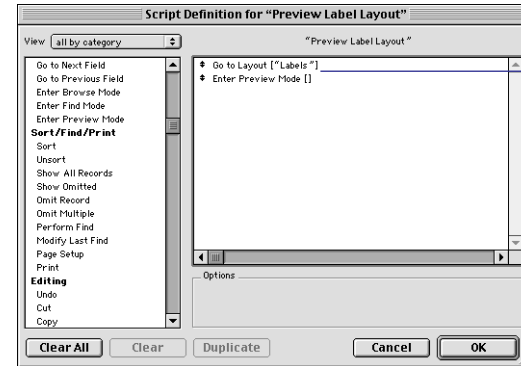 Script Definition for “Preview Label Layout”
View all by category
“Preview Label Layout”
Go to Next Field
Go to Previous Field
Enter Browse Mode
Enter Find Mode
Enter Preview Mode
Sort/Find/Print
Sort
Unsort
Show All Records
Show Omitted
Omit Record
Omit Multiple
Perform Find
Modify Last Find
Page Setup
Print
Editing
Undo
Cut
Copy
Go to Layout [“Labels”]
Enter Preview Mode []
Options
Clear All
Clear
Duplicate
Cancel
OK